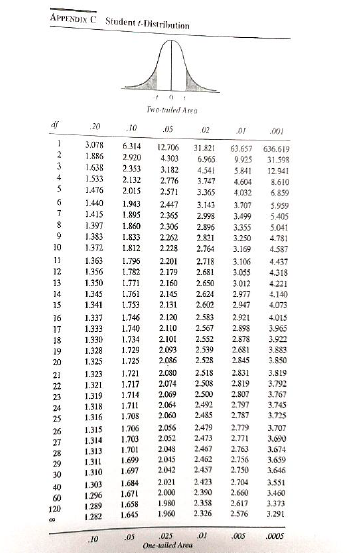 APPENDIX C Student t-Distribution
t 0 t
Two-tailed Area
df .20 .10 .05 .02 .01 .001
1 3.078 6.314 12.706 31.821 63.657 636.619
2 1.886 2.920 4.303 6.965 9.925 31.598
3 1.638 2.353 3.182 4.541 5.841 12.941
4 1.533 2.132 2.776 3.747 4.604 8.610
5 1.476 2.015 2.571 3.365 4.032 6.859
6 1.440 1.943 2.447 3.143 3.707 5.959
7 1.415 1.895 2.365 2.998 3.499 5.405
8 1.397 1.860 2.306 2.896 3.355 5.041
9 1.383 1.833 2.262 2.821 3.250 4.781
10 1.372 1.812 2.228 2.764 3.169 4.587
11 1.363 1.796 2.201 2.718 3.106 4.437
12 1.356 1.782 2.179 2.681 3.055 4.318
13 1.350 1.771 2.160 2.650 3.012 4.221
14 1.345 1.761 2.145 2.624 2.977 4.140
15 1.341 1.753 2.131 2.602 2.947 4.073
16 1.337 1.746 2.120 2.583 2.921 4.015
17 1.333 1.740 2.110 2.567 2.898 3.965
18 1.330 1.734 2.101 2.552 2.878 3.922
19 1.328 1.729 2.093 2.539 2.681 3.883
20 1.325 1.725 2.086 2.528 2.845 3.850
21 1.323 1.721 2.080 2.518 2.831 3.819
22 1.321 1.717 2.074 2.508 2.819 3.792
23 1.319 1.714 2.069 2.500 2.807 3.767
24 1.318 1.711 2.064 2.492 2.797 3.745
25 1.316 1.708 2.060 2.485 2.787 3.725
26 1.315 1.706 2.056 2.479 2.779 3.707
27 1.314 1.703 2.052 2.473 2.771 3.690
28 1.313 1.701 2.048 2.467 2.763 3.674
29 1.311 1.699 2.045 2.462 2.756 3.659
30 1.310 1.697 2.042 2.457 2.750 3.646
40 1.303 1.684 2.021 2.423 2.704 3.551
60 1.296 1.671 2.000 2.390 2.660 3.460
120 1.289 1.658 1.980 2.358 2.617 3.373
∞ 1.282 1.645 1.960 2.326 2.576 3.291
.10 .05 .025 .01 .005 .0005
One-tailed Area